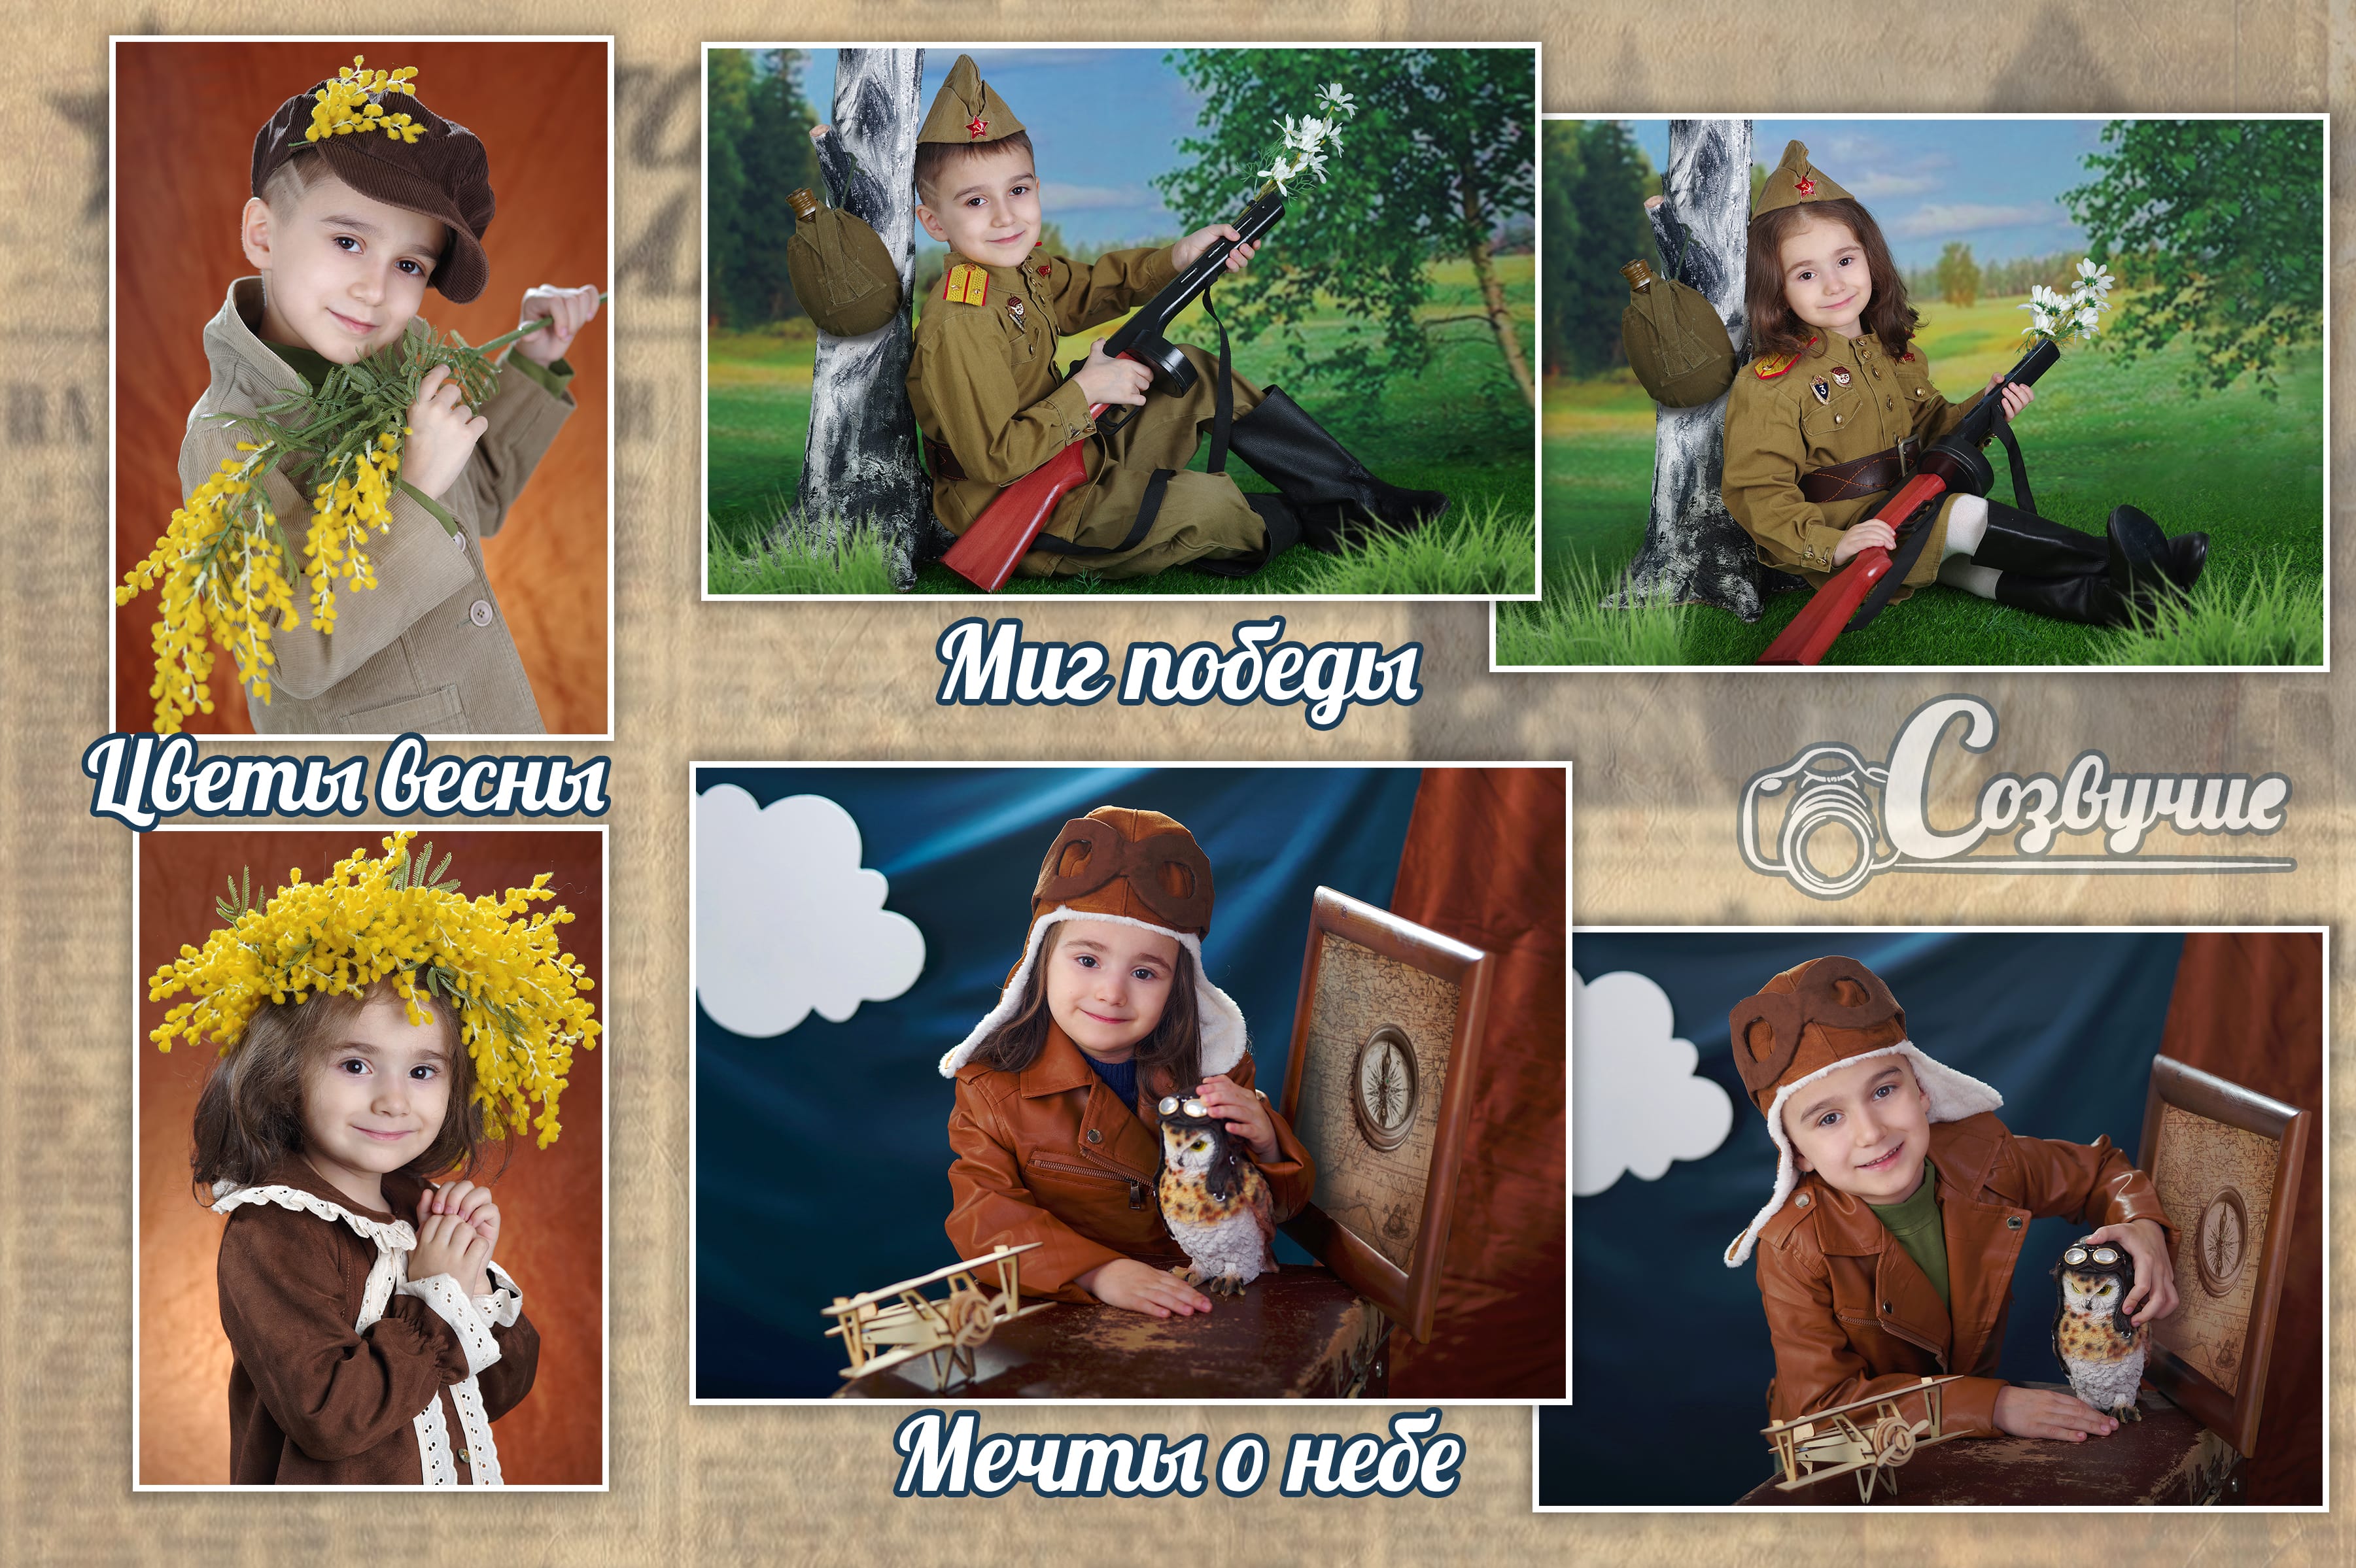 Цветы весны
Миг победы
Созвучие
Мечты о небе